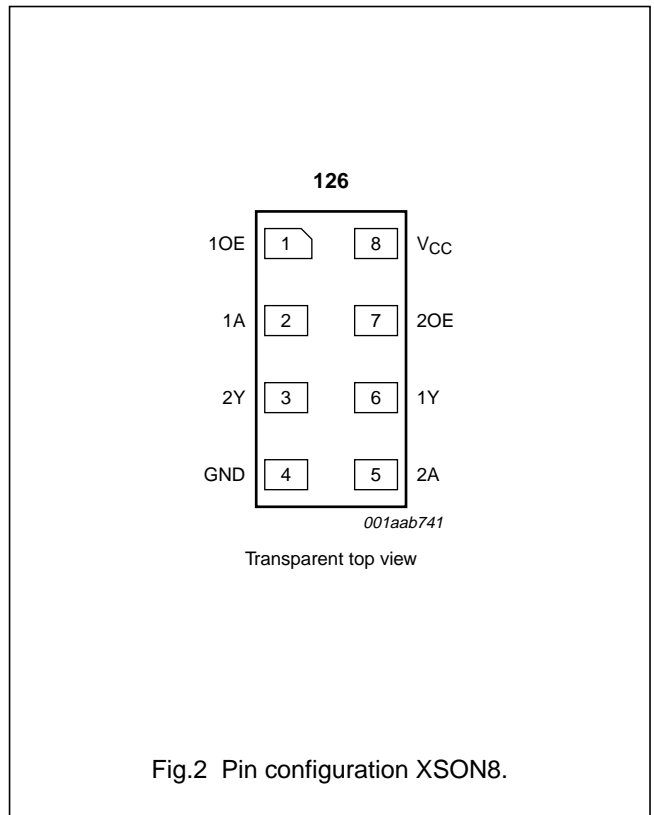 126
1OE 1 8 VCC
1A 2 7 2OE
2Y 3 6 1Y
GND 4 5 2A
001aab741
Transparent top view
Fig.2 Pin configuration XSON8.